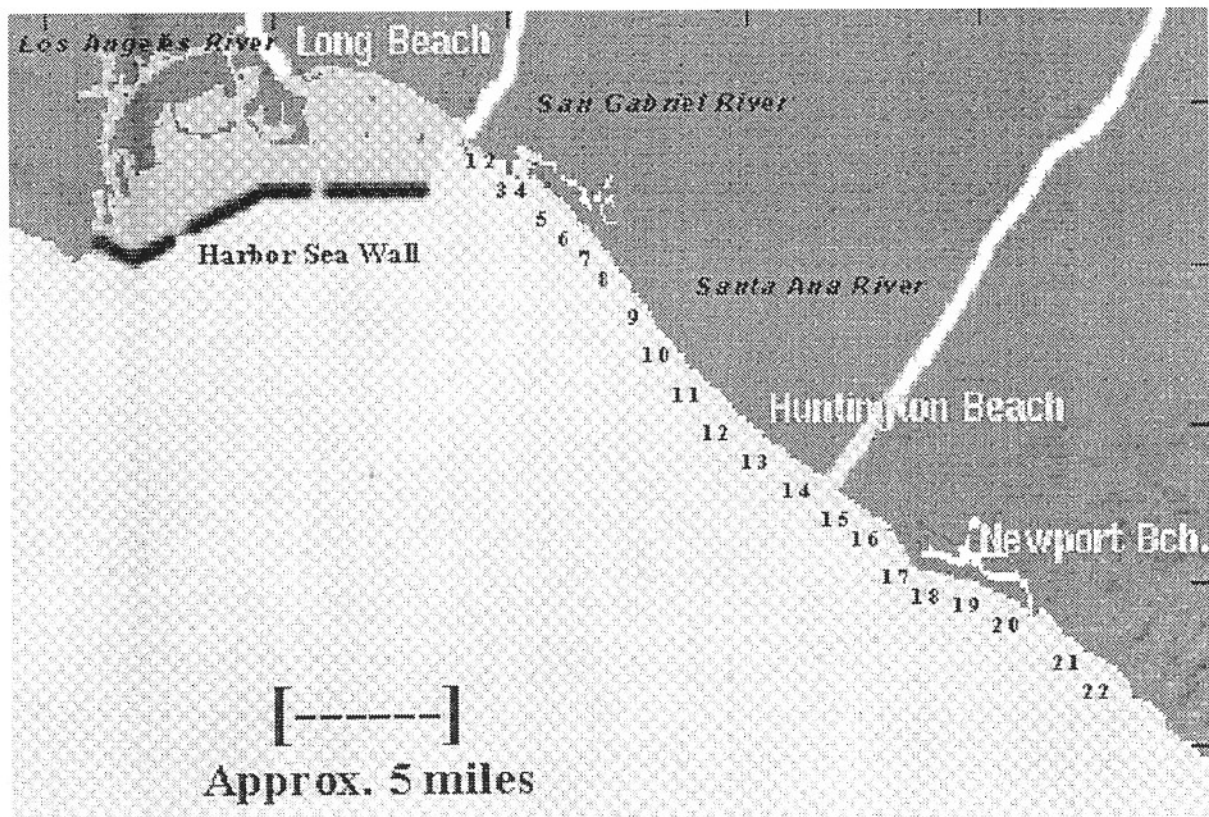 Los Angeles River
Long Beach
San Gabriel River
1 2
3 4
5
6
Harbor Sea Wall
7
8
Santa Ana River
9
10
11
Huntington Beach
12
13
14
15
16
Newport Bch.
17
18
19
20
21
22
[------]
Approx. 5 miles